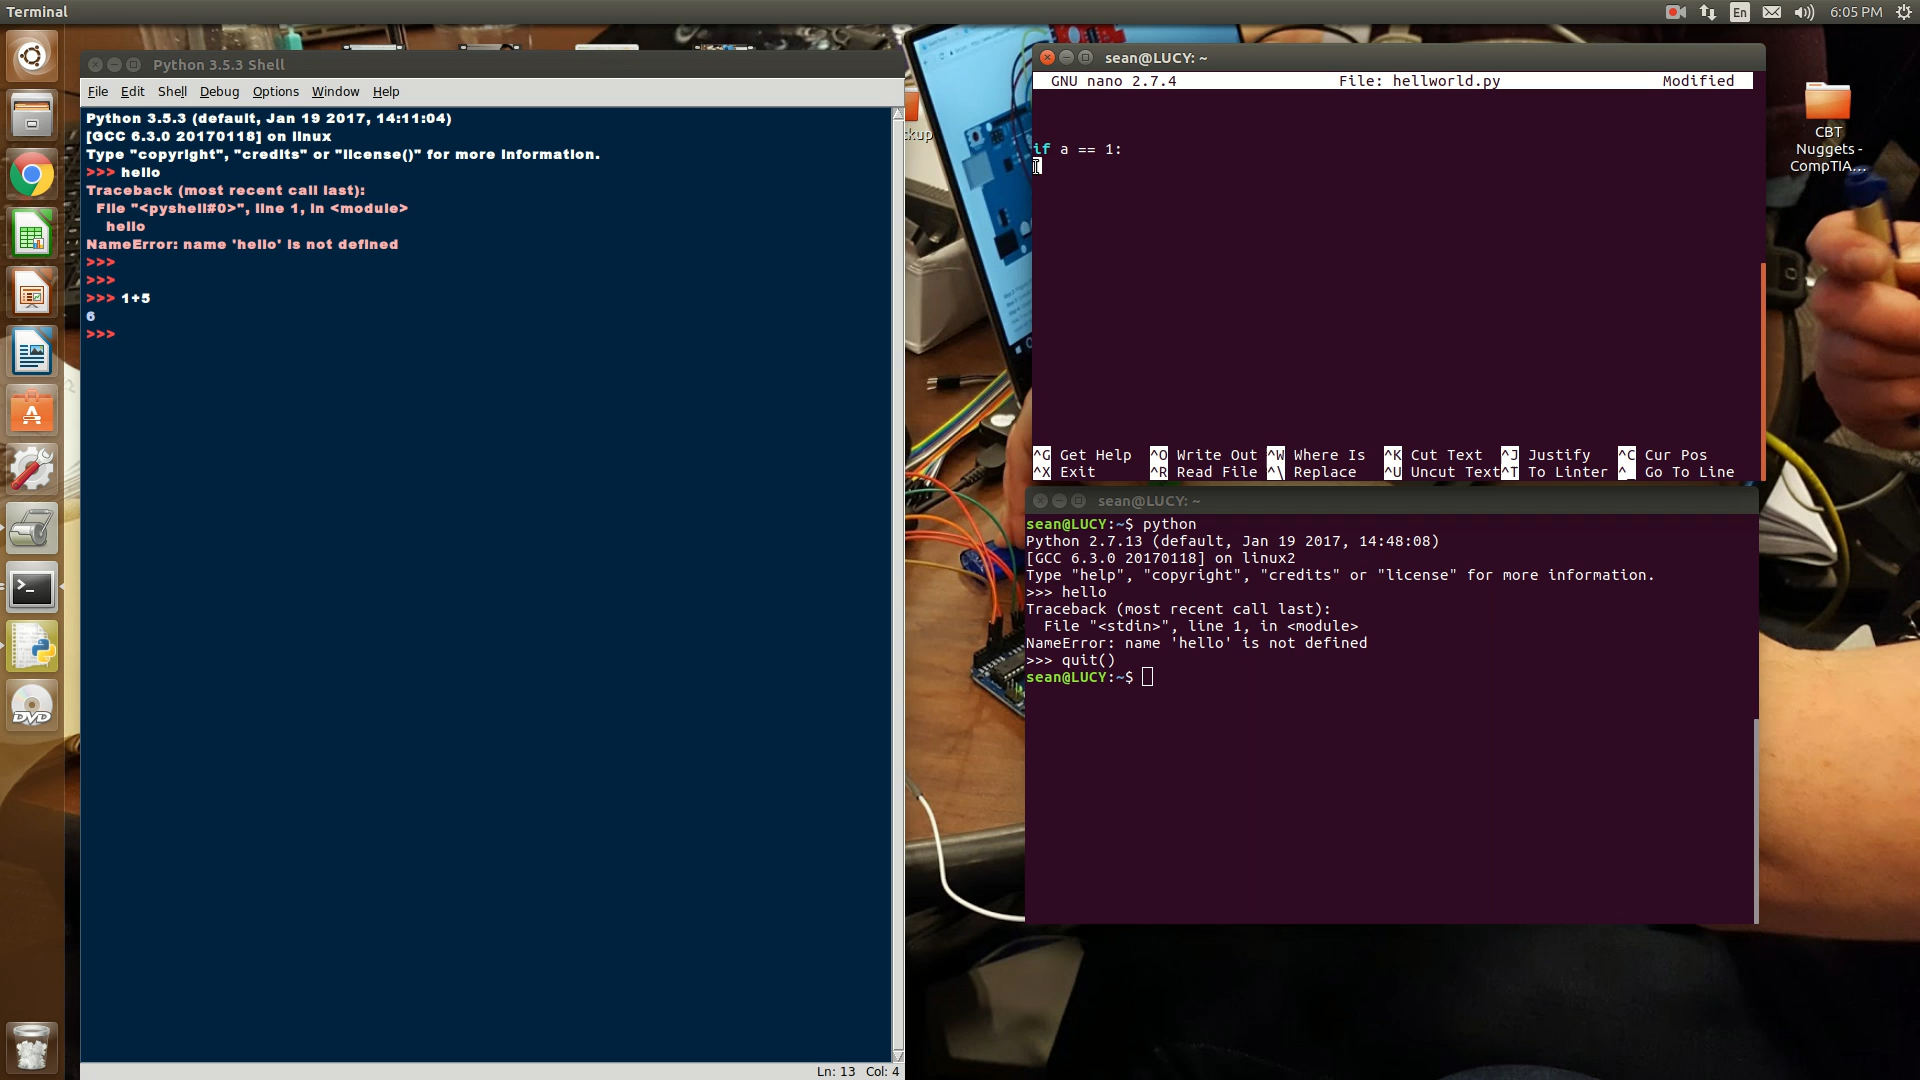 Terminal
En
6:05 PM
Python 3.5.3 Shell
File Edit Shell Debug Options Window Help
Python 3.5.3 (default, Jan 19 2017, 14:11:04)
[GCC 6.3.0 20170118] on linux
Type "copyright", "credits" or "license()" for more information.
>>> hello
Traceback (most recent call last):
  File "<pyshell#0>", line 1, in <module>
    hello
NameError: name 'hello' is not defined
>>>
>>>
>>> 1+5
6
>>>
Ln: 13 Col: 4
ckup
sean@LUCY: ~
GNU nano 2.7.4 File: hellworld.py Modified
if a == 1:
^G Get Help ^O Write Out ^W Where Is ^K Cut Text ^J Justify ^C Cur Pos
^X Exit ^R Read File ^\ Replace ^U Uncut Text ^T To Linter ^_ Go To Line
sean@LUCY: ~
sean@LUCY:~$ python
Python 2.7.13 (default, Jan 19 2017, 14:48:08)
[GCC 6.3.0 20170118] on linux2
Type "help", "copyright", "credits" or "license" for more information.
>>> hello
Traceback (most recent call last):
  File "<stdin>", line 1, in <module>
NameError: name 'hello' is not defined
>>> quit()
sean@LUCY:~$
CBT
Nuggets -
CompTIA...
DVD